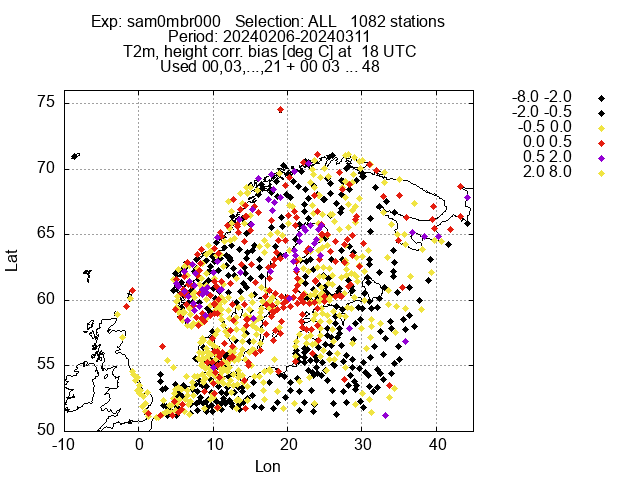 Exp: sam0mbr000 Selection: ALL 1082 stations
Period: 20240206-20240311
T2m, height corr. bias [deg C] at 18 UTC
Used 00,03,...,21 + 00 03 ... 48
-8.0 -2.0
-2.0 -0.5
-0.5 0.0
0.0 0.5
0.5 2.0
2.0 8.0
75
70
65
60
55
50
Lat
-10 0 10 20 30 40
Lon